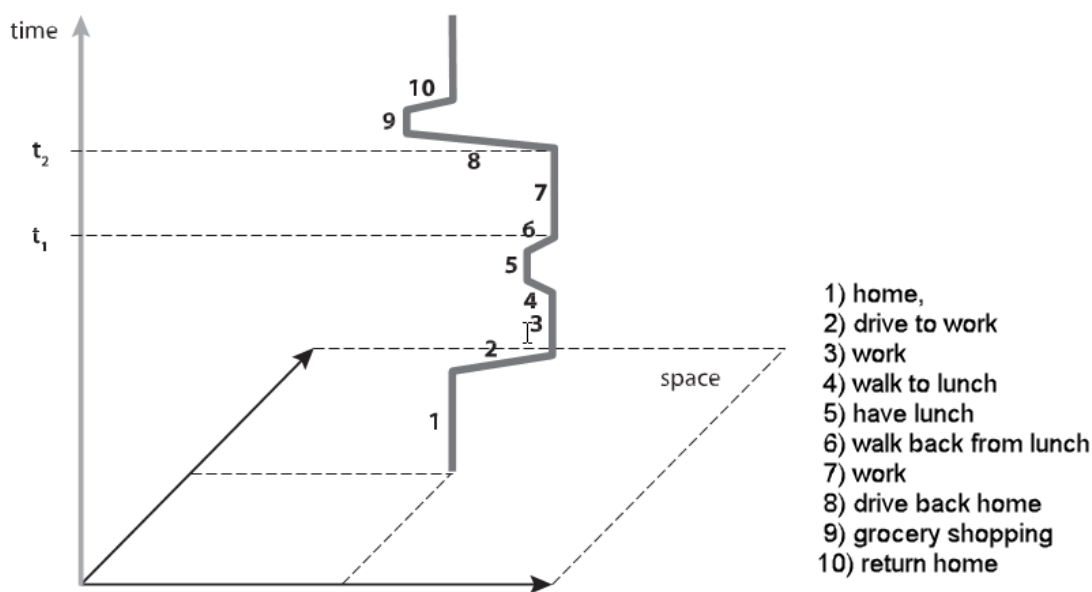 time
10
9
t2
8
7
t1
6
5
4
3
2
space
1
1) home,
2) drive to work
3) work
4) walk to lunch
5) have lunch
6) walk back from lunch
7) work
8) drive back home
9) grocery shopping
10) return home